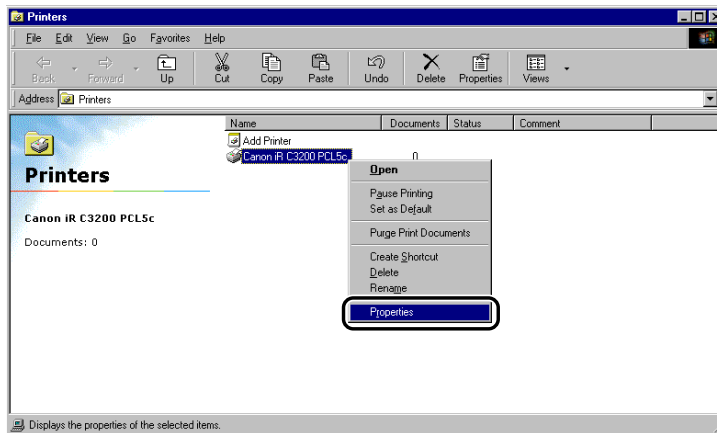 Printers
File Edit View Go Favorites Help
Back Forward Up Cut Copy Paste Undo Delete Properties Views
Address Printers
Name Documents Status Comment
Add Printer
Canon iR C3200 PCL5c 0
Printers
Canon iR C3200 PCL5c
Documents: 0
Open
Pause Printing
Set as Default
Purge Print Documents
Create Shortcut
Delete
Rename
Properties
Displays the properties of the selected items.